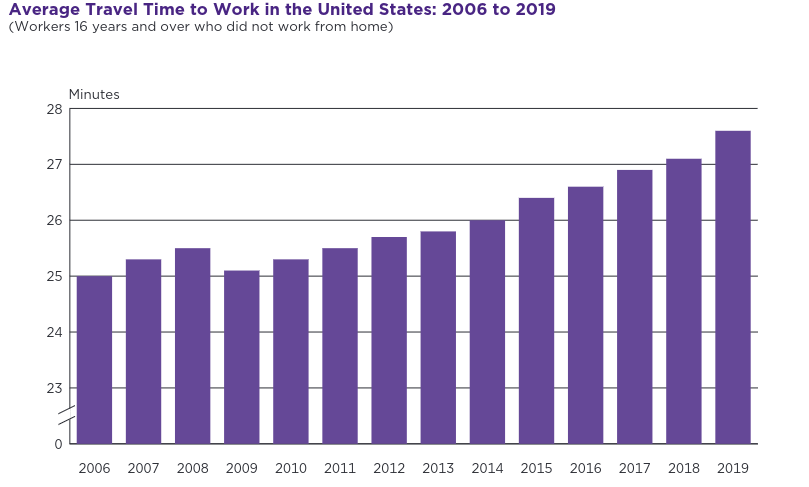 Average Travel Time to Work in the United States: 2006 to 2019
(Workers 16 years and over who did not work from home)
Minutes
28
27
26
25
24
23
0
2006 2007 2008 2009 2010 2011 2012 2013 2014 2015 2016 2017 2018 2019